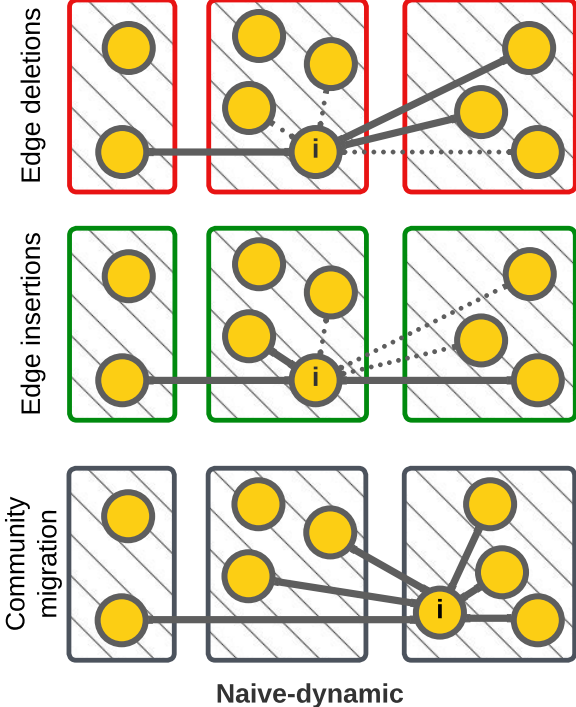 Edge deletions
i
Edge insertions
i
Community
migration
i
Naive-dynamic